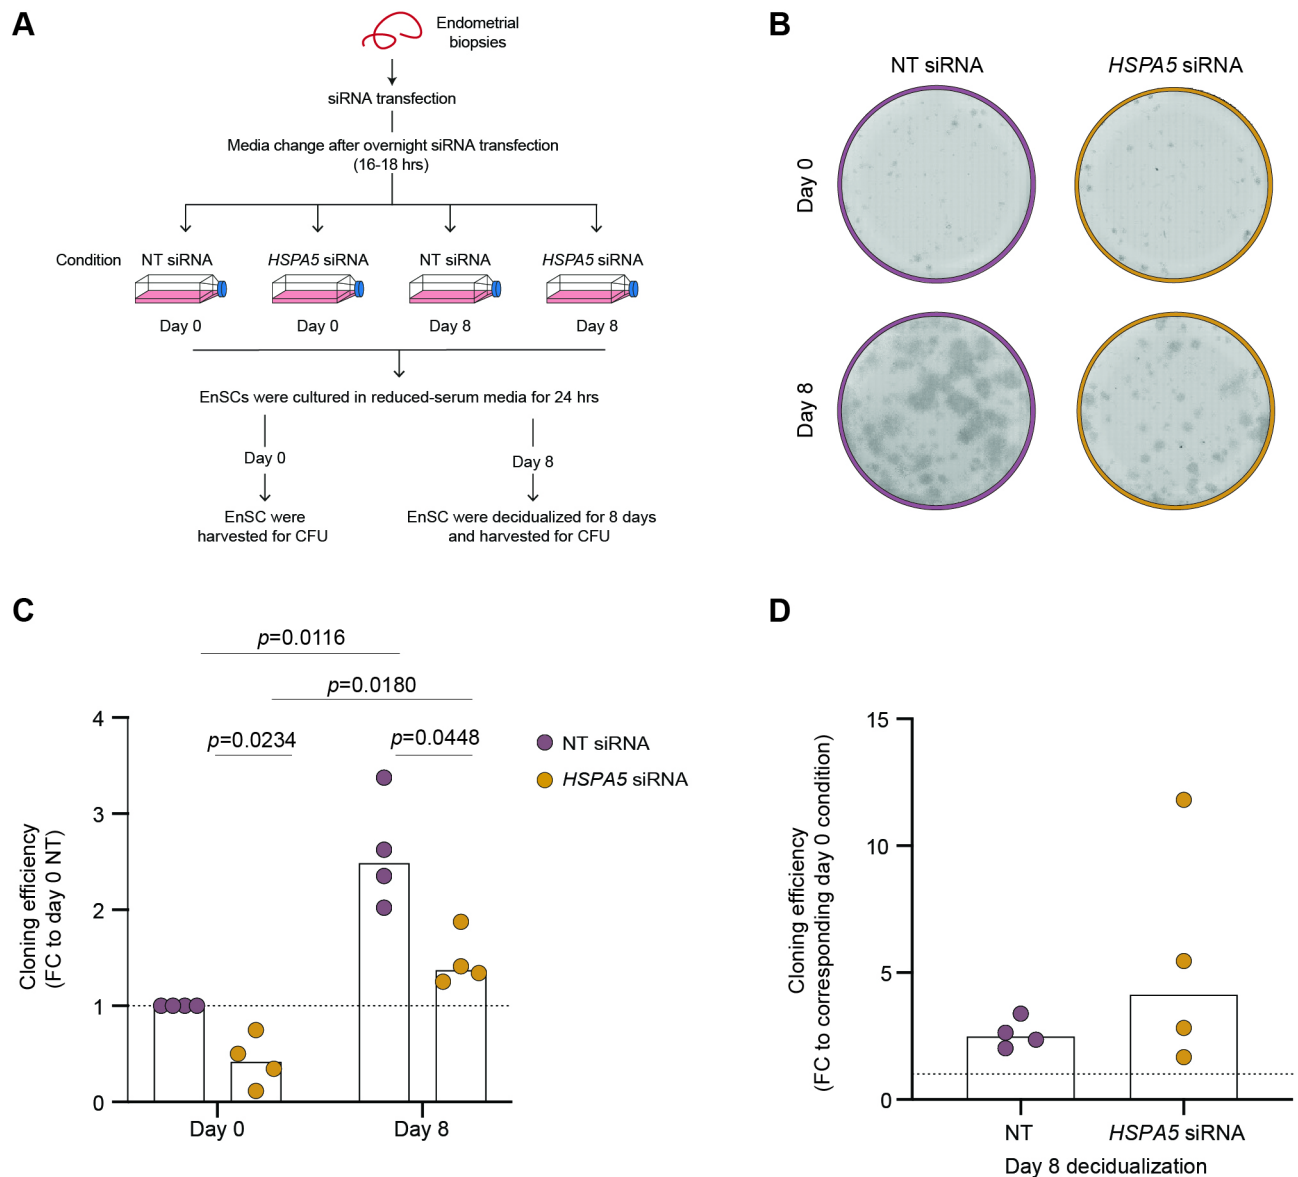 A
Endometrial
biopsies
siRNA transfection
Media change after overnight siRNA transfection
(16-18 hrs)
Condition
NT siRNA
HSPA5 siRNA
NT siRNA
HSPA5 siRNA
Day 0
Day 0
Day 8
Day 8
EnSCs were cultured in reduced-serum media for 24 hrs
Day 0
Day 8
EnSC were
harvested for CFU
EnSC were decidualized for 8 days
and harvested for CFU
B
NT siRNA
HSPA5 siRNA
Day 0
Day 8
C
p=0.0116
p=0.0180
p=0.0234
p=0.0448
NT siRNA
HSPA5 siRNA
Cloning efficiency
(FC to day 0 NT)
4
3
2
1
0
Day 0
Day 8
D
Cloning efficiency
(FC to corresponding day 0 condition)
15
10
5
0
NT
HSPA5 siRNA
Day 8 decidualization